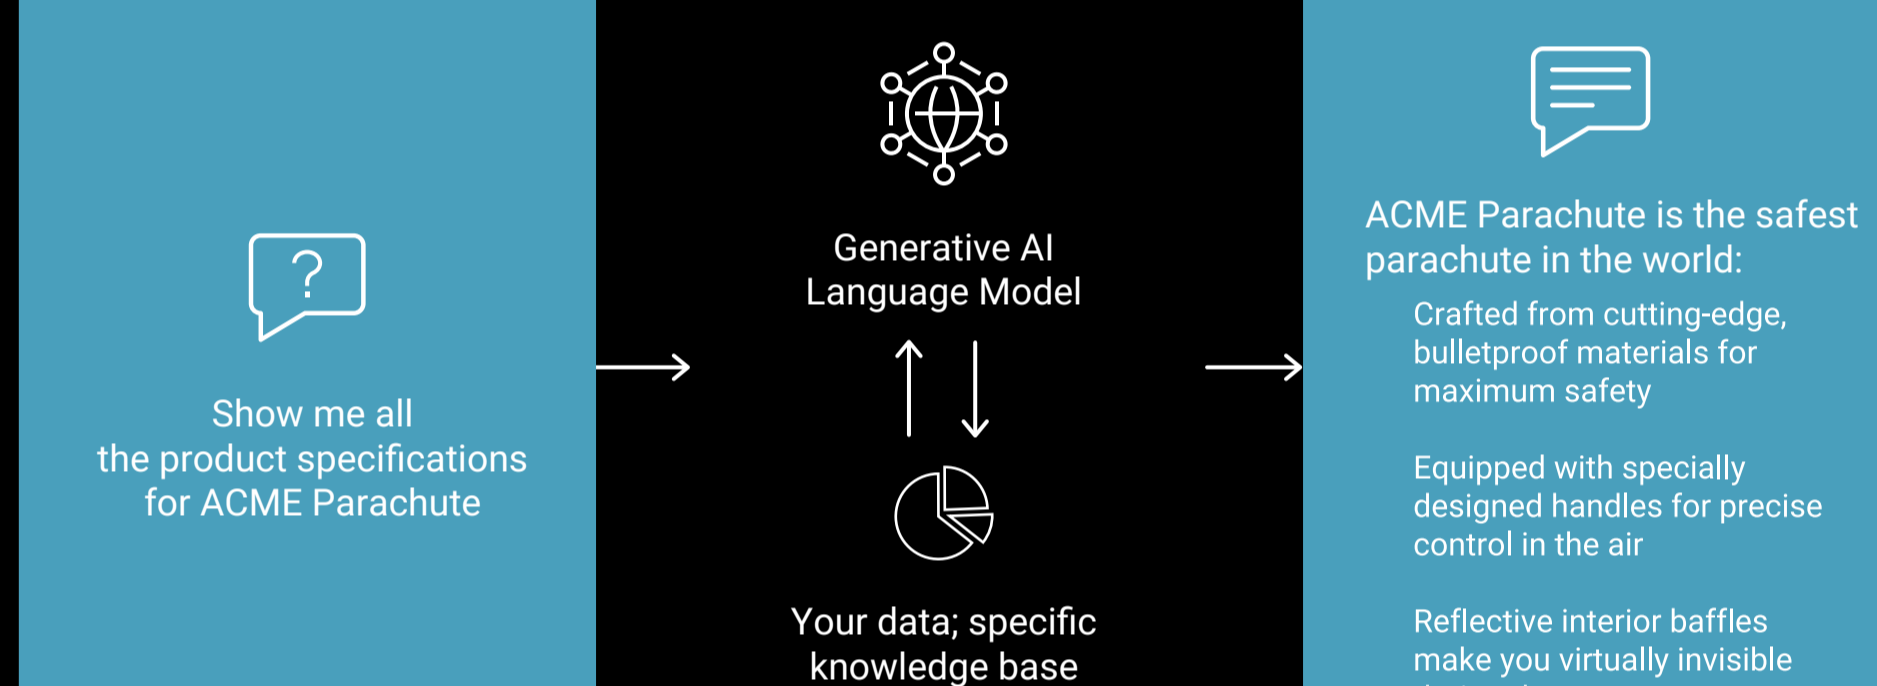 ?
Show me all
the product specifications
for ACME Parachute
Generative AI
Language Model
Your data; specific
knowledge base
ACME Parachute is the safest
parachute in the world:
Crafted from cutting-edge,
bulletproof materials for
maximum safety
Equipped with specially
designed handles for precise
control in the air
Reflective interior baffles
make you virtually invisible